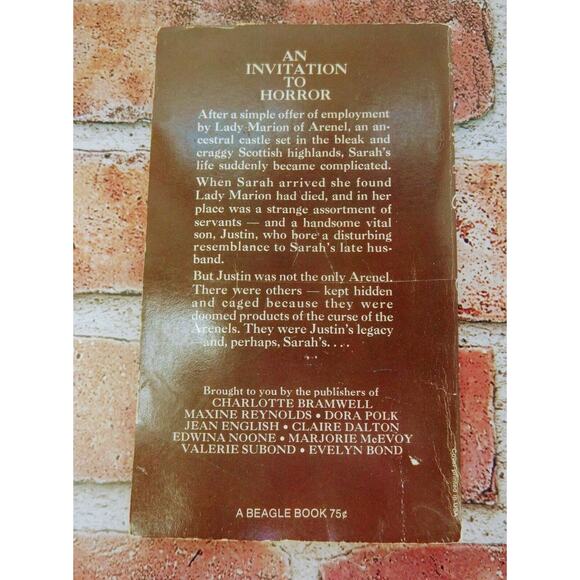 AN
INVITATION
TO
HORROR
After a simple offer of employment
by Lady Marion of Arenel, an an-
cestral castle set in the bleak and
craggy Scottish highlands, Sarah's
life suddenly became complicated.
When Sarah arrived she found
Lady Marion had died, and in her
place was a strange assortment of
servants — and a handsome vital
son, Justin, who bore a disturbing
resemblance to Sarah's late hus-
band.
But Justin was not the only Arenel.
There were others — kept hidden
and caged because they were
doomed products of the curse of the
Arenels. They were Justin's legacy
—and, perhaps, Sarah's. . . .
Brought to you by the publishers of
CHARLOTTE BRAMWELL
MAXINE REYNOLDS • DORA POLK
JEAN ENGLISH • CLAIRE DALTON
EDWINA NOONE • MARJORIE McEVOY
VALERIE SUBOND • EVELYN BOND
A BEAGLE BOOK 75¢
Cover printed in USA